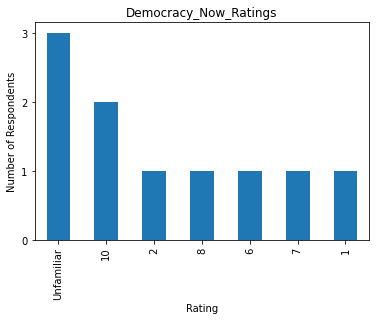 Democracy_Now_Ratings
Number of Respondents
3
2
1
0
Unfamiliar
10
2
8
6
7
1
Rating